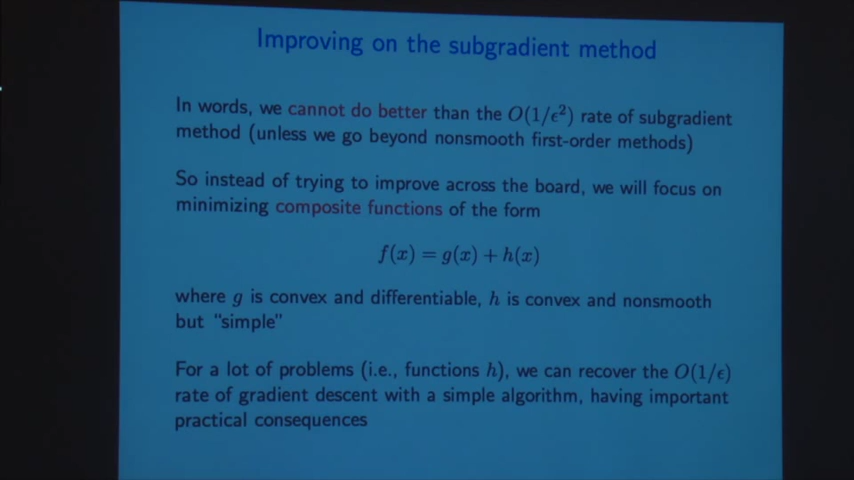 Improving on the subgradient method
In words, we cannot do better than the O(1/ϵ²) rate of subgradient
method (unless we go beyond nonsmooth first-order methods)
So instead of trying to improve across the board, we will focus on
minimizing composite functions of the form
f(x) = g(x) + h(x)
where g is convex and differentiable, h is convex and nonsmooth
but "simple"
For a lot of problems (i.e., functions h), we can recover the O(1/ϵ)
rate of gradient descent with a simple algorithm, having important
practical consequences